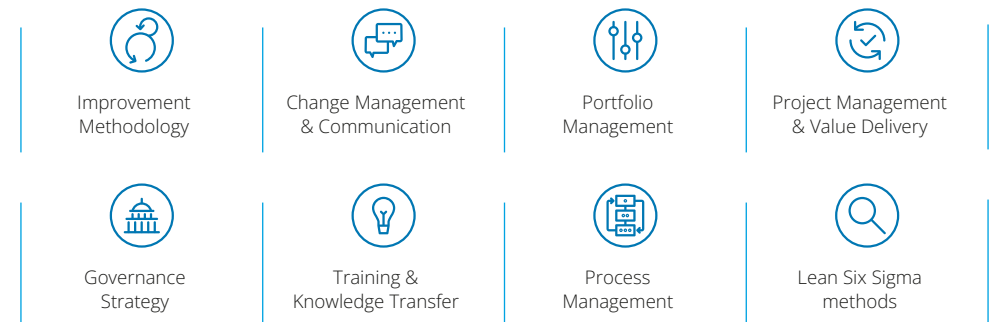 Improvement
Methodology
Change Management
& Communication
Portfolio
Management
Project Management
& Value Delivery
Governance
Strategy
Training &
Knowledge Transfer
Process
Management
Lean Six Sigma
methods